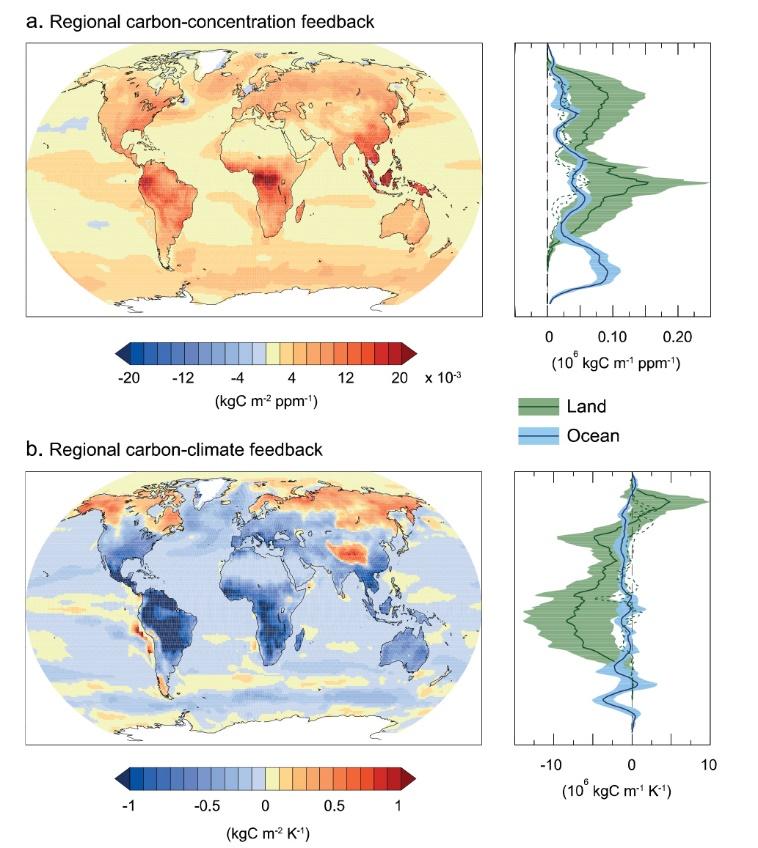 a. Regional carbon-concentration feedback
0 0.10 0.20
(10⁶ kgC m⁻¹ ppm⁻¹)
-20 -12 -4 4 12 20 x 10⁻³
(kgC m⁻² ppm⁻¹)
Land
Ocean
b. Regional carbon-climate feedback
-10 0 10
(10⁶ kgC m⁻¹ K⁻¹)
-1 -0.5 0 0.5 1
(kgC m⁻² K⁻¹)